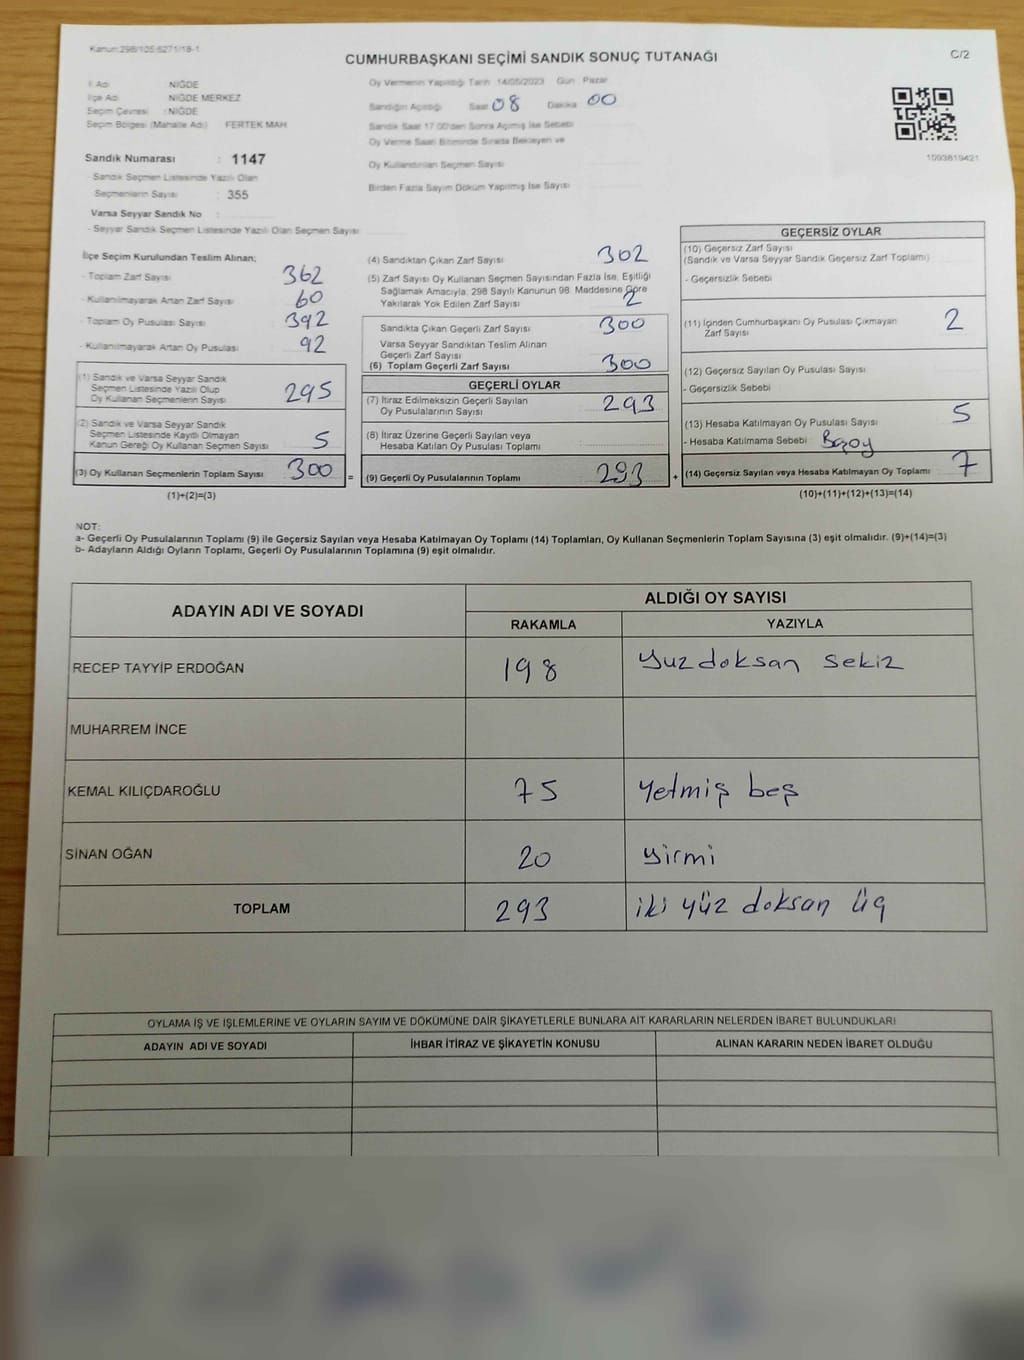 Kanun:298/105,6271/18-1
CUMHURBAŞKANI SEÇİMİ SANDIK SONUÇ TUTANAĞI
C/2
İl Adı NİĞDE
İlçe Adı NİĞDE MERKEZ
Seçim Çevresi : NİĞDE
Seçim Bölgesi (Mahalle Adı) FERTEK MAH
Sandık Numarası : 1147
- Sandık Seçmen Listesinde Yazılı Olan
Seçmenlerin Sayısı : 355
Varsa Seyyar Sandık No :
- Seyyar Sandık Seçmen Listesinde Yazılı Olan Seçmen Sayısı
Oy Vermenin Yapıldığı Tarih 14/05/2023 Gün Pazar
Sandığın Açıldığı Saat 08 Dakika 00
Sandık Saat 17.00'den Sonra Açılmış İse Sebebi
Oy Verme Saati Bitiminde Sırada Bekleyen ve
Oy Kullandırılan Seçmen Sayısı
Birden Fazla Sayım Döküm Yapılmış İse Sayısı
1093819421
İlçe Seçim Kurulundan Teslim Alınan;
- Toplam Zarf Sayısı 362
- Kullanılmayarak Artan Zarf Sayısı 60
- Toplam Oy Pusulası Sayısı 392
- Kullanılmayarak Artan Oy Pusulası 92
(1) Sandık ve Varsa Seyyar Sandık
Seçmen Listesinde Yazılı Olup
Oy Kullanan Seçmenlerin Sayısı 295
(2) Sandık ve Varsa Seyyar Sandık
Seçmen Listesinde Kayıtlı Olmayan
Kanun Gereği Oy Kullanan Seçmen Sayısı 5
(3) Oy Kullanan Seçmenlerin Toplam Sayısı 300
(1)+(2)=(3)
(4) Sandıktan Çıkan Zarf Sayısı 302
(5) Zarf Sayısı Oy Kullanan Seçmen Sayısından Fazla İse, Eşitliği
Sağlamak Amacıyla, 298 Sayılı Kanunun 98. Maddesine Göre
Yakılarak Yok Edilen Zarf Sayısı 2
Sandıkta Çıkan Geçerli Zarf Sayısı 300
Varsa Seyyar Sandıktan Teslim Alınan
Geçerli Zarf Sayısı
(6) Toplam Geçerli Zarf Sayısı 300
=
GEÇERLİ OYLAR
(7) İtiraz Edilmeksizin Geçerli Sayılan
Oy Pusulalarının Sayısı 293
(8) İtiraz Üzerine Geçerli Sayılan veya
Hesaba Katılan Oy Pusulası Toplamı
(9) Geçerli Oy Pusulalarının Toplamı 293
+
GEÇERSİZ OYLAR
(10) Geçersiz Zarf Sayısı
(Sandık ve Varsa Seyyar Sandık Geçersiz Zarf Toplamı)
- Geçersizlik Sebebi
(11) İçinden Cumhurbaşkanı Oy Pusulası Çıkmayan
Zarf Sayısı 2
(12) Geçersiz Sayılan Oy Pusulası Sayısı
- Geçersizlik Sebebi
(13) Hesaba Katılmayan Oy Pusulası Sayısı 5
- Hesaba Katılmama Sebebi
(14) Geçersiz Sayılan veya Hesaba Katılmayan Oy Toplamı 7
(10)+(11)+(12)+(13)=(14)
NOT:
a- Geçerli Oy Pusulalarının Toplamı (9) ile Geçersiz Sayılan veya Hesaba Katılmayan Oy Toplamı (14) Toplamları, Oy Kullanan Seçmenlerin Toplam Sayısına (3) eşit olmalıdır. (9)+(14)=(3)
b- Adayların Aldığı Oyların Toplamı, Geçerli Oy Pusulalarının Toplamına (9) eşit olmalıdır.
ADAYIN ADI VE SOYADI
ALDIĞI OY SAYISI
RAKAMLA YAZIYLA
RECEP TAYYİP ERDOĞAN 198 Yuzdoksan sekiz
MUHARREM İNCE
KEMAL KILIÇDAROĞLU 75 Yetmiş beş
SİNAN OĞAN 20 yirmi
TOPLAM 293 iki yüz doksan üç
OYLAMA İŞ VE İŞLEMLERİNE VE OYLARIN SAYIM VE DÖKÜMÜNE DAİR ŞİKAYETLERLE BUNLARA AİT KARARLARIN NELERDEN İBARET BULUNDUKLARI
ADAYIN ADI VE SOYADI İHBAR İTİRAZ VE ŞİKAYETİN KONUSU ALINAN KARARIN NEDEN İBARET OLDUĞU